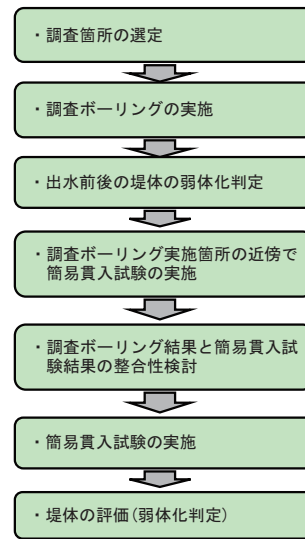 ・調査箇所の選定
・調査ボーリングの実施
・出水前後の堤体の弱体化判定
・調査ボーリング実施箇所の近傍で
簡易貫入試験の実施
・調査ボーリング結果と簡易貫入試
験結果の整合性検討
・簡易貫入試験の実施
・堤体の評価(弱体化判定)